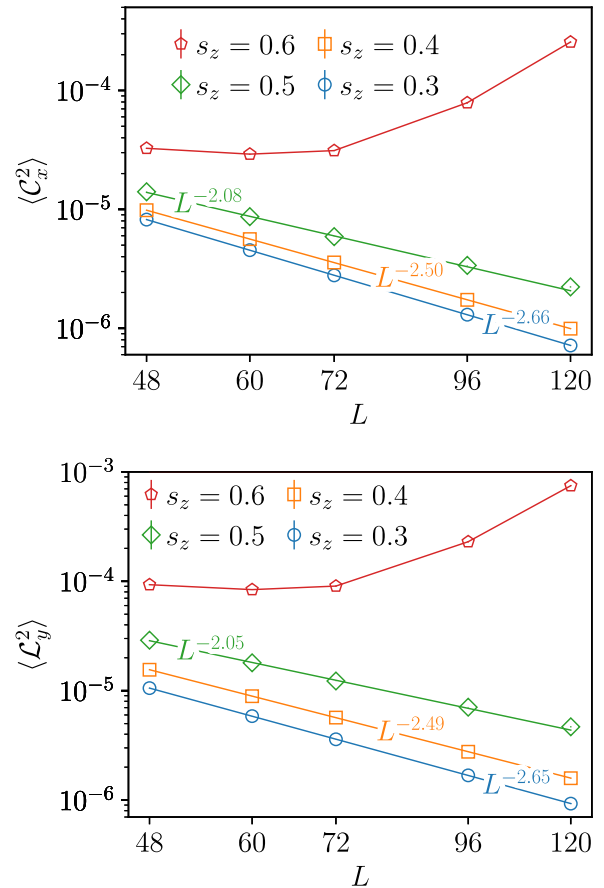 s_z = 0.6 s_z = 0.4
s_z = 0.5 s_z = 0.3
10^{-4}
10^{-5}
10^{-6}
⟨𝒞_x^2⟩
L^{-2.08}
L^{-2.50}
L^{-2.66}
48 60 72 96 120
L
10^{-3}
s_z = 0.6 s_z = 0.4
s_z = 0.5 s_z = 0.3
10^{-4}
10^{-5}
10^{-6}
⟨ℒ_y^2⟩
L^{-2.05}
L^{-2.49}
L^{-2.65}
48 60 72 96 120
L